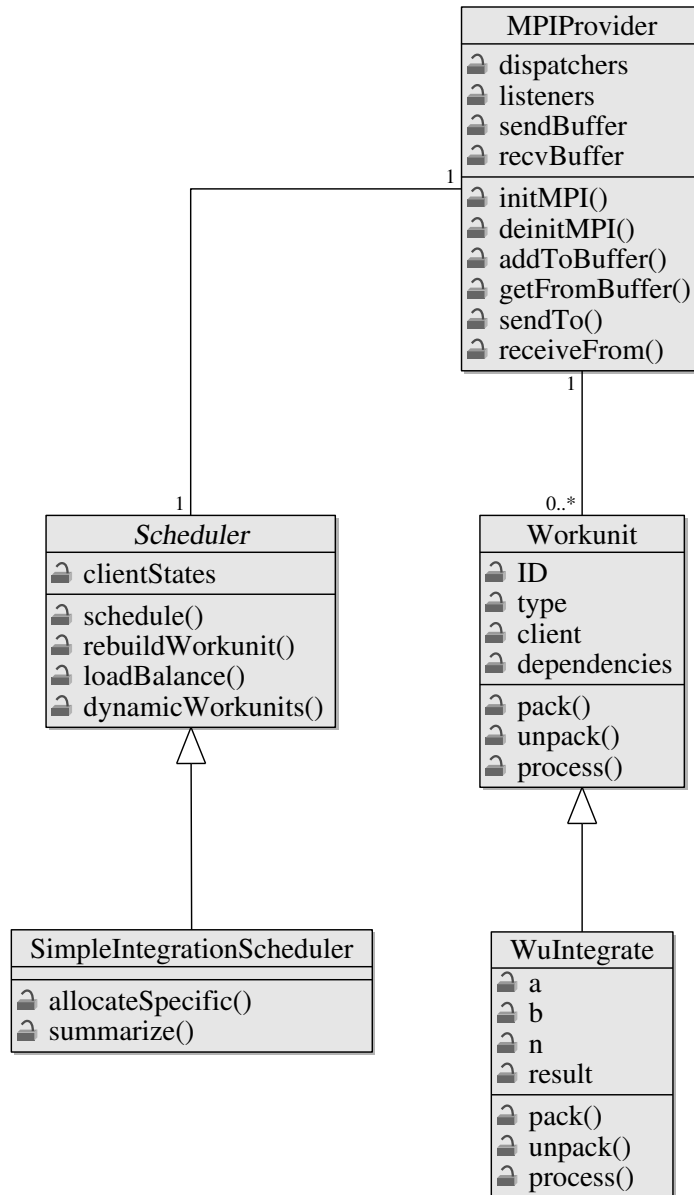 MPIProvider
dispatchers
listeners
sendBuffer
recvBuffer
1
initMPI()
deinitMPI()
addToBuffer()
getFromBuffer()
sendTo()
receiveFrom()
1
1
0..*
Scheduler
clientStates
schedule()
rebuildWorkunit()
loadBalance()
dynamicWorkunits()
Workunit
ID
type
client
dependencies
pack()
unpack()
process()
SimpleIntegrationScheduler
allocateSpecific()
summarize()
WuIntegrate
a
b
n
result
pack()
unpack()
process()